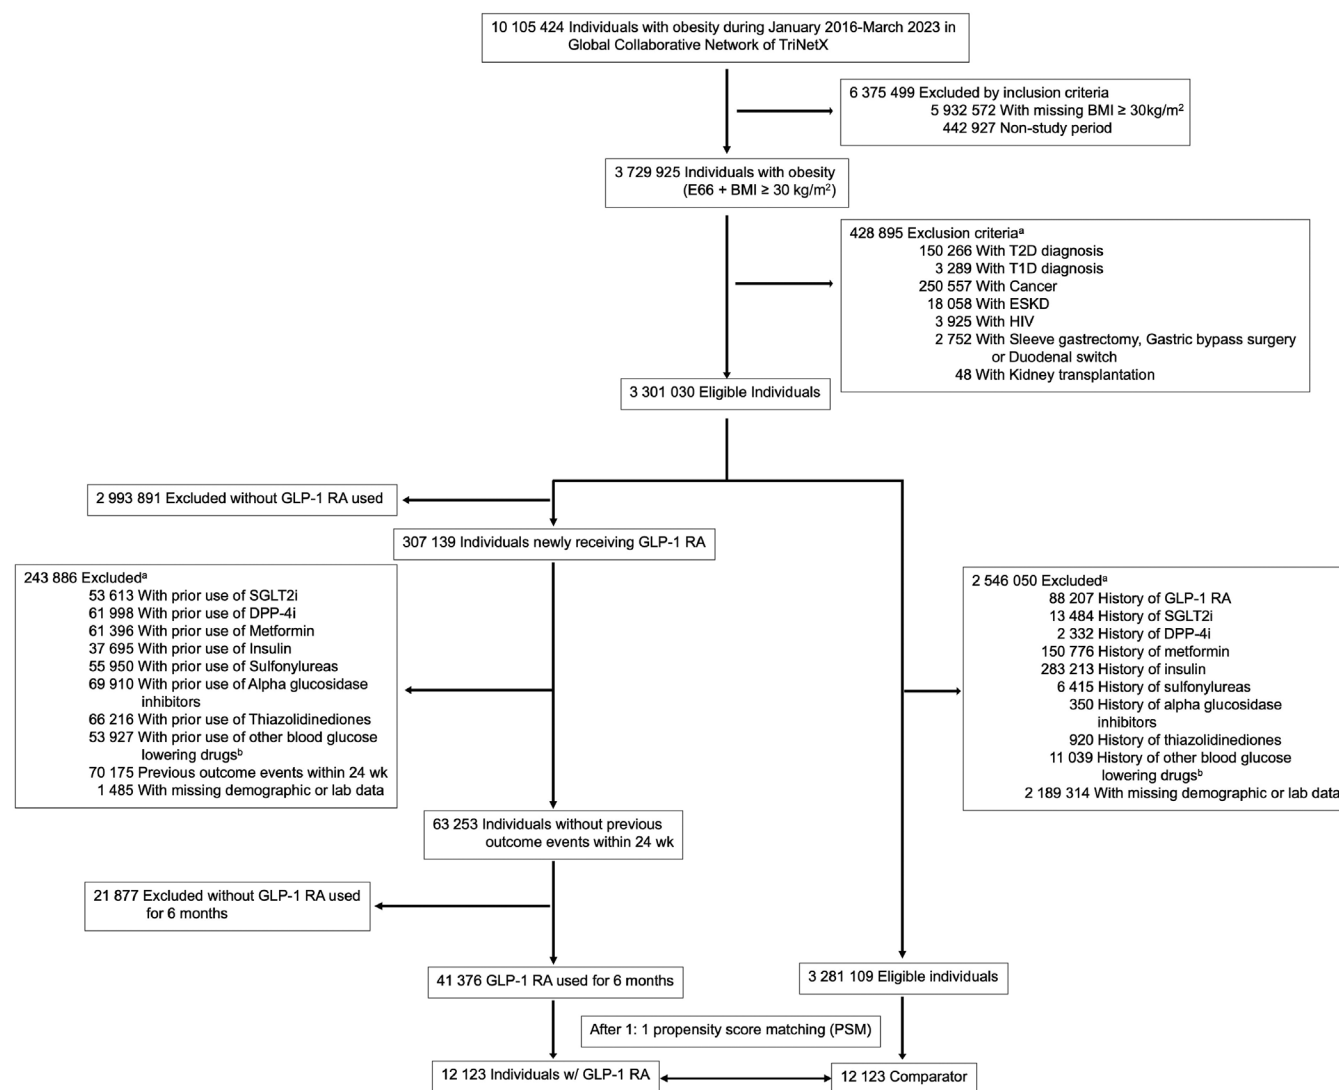 10 105 424 Individuals with obesity during January 2016-March 2023 in
Global Collaborative Network of TriNetX
6 375 499 Excluded by inclusion criteria
5 932 572 With missing BMI ≥ 30kg/m²
442 927 Non-study period
3 729 925 Individuals with obesity
(E66 + BMI ≥ 30 kg/m²)
428 895 Exclusion criteriaᵃ
150 266 With T2D diagnosis
3 289 With T1D diagnosis
250 557 With Cancer
18 058 With ESKD
3 925 With HIV
2 752 With Sleeve gastrectomy, Gastric bypass surgery
or Duodenal switch
48 With Kidney transplantation
3 301 030 Eligible Individuals
2 993 891 Excluded without GLP-1 RA used
307 139 Individuals newly receiving GLP-1 RA
243 886 Excludedᵃ
53 613 With prior use of SGLT2i
61 998 With prior use of DPP-4i
61 396 With prior use of Metformin
37 695 With prior use of Insulin
55 950 With prior use of Sulfonylureas
69 910 With prior use of Alpha glucosidase
inhibitors
66 216 With prior use of Thiazolidinediones
53 927 With prior use of other blood glucose
lowering drugsᵇ
70 175 Previous outcome events within 24 wk
1 485 With missing demographic or lab data
2 546 050 Excludedᵃ
88 207 History of GLP-1 RA
13 484 History of SGLT2i
2 332 History of DPP-4i
150 776 History of metformin
283 213 History of insulin
6 415 History of sulfonylureas
350 History of alpha glucosidase
inhibitors
920 History of thiazolidinediones
11 039 History of other blood glucose
lowering drugsᵇ
2 189 314 With missing demographic or lab data
63 253 Individuals without previous
outcome events within 24 wk
21 877 Excluded without GLP-1 RA used
for 6 months
41 376 GLP-1 RA used for 6 months
3 281 109 Eligible individuals
After 1: 1 propensity score matching (PSM)
12 123 Individuals w/ GLP-1 RA
12 123 Comparator